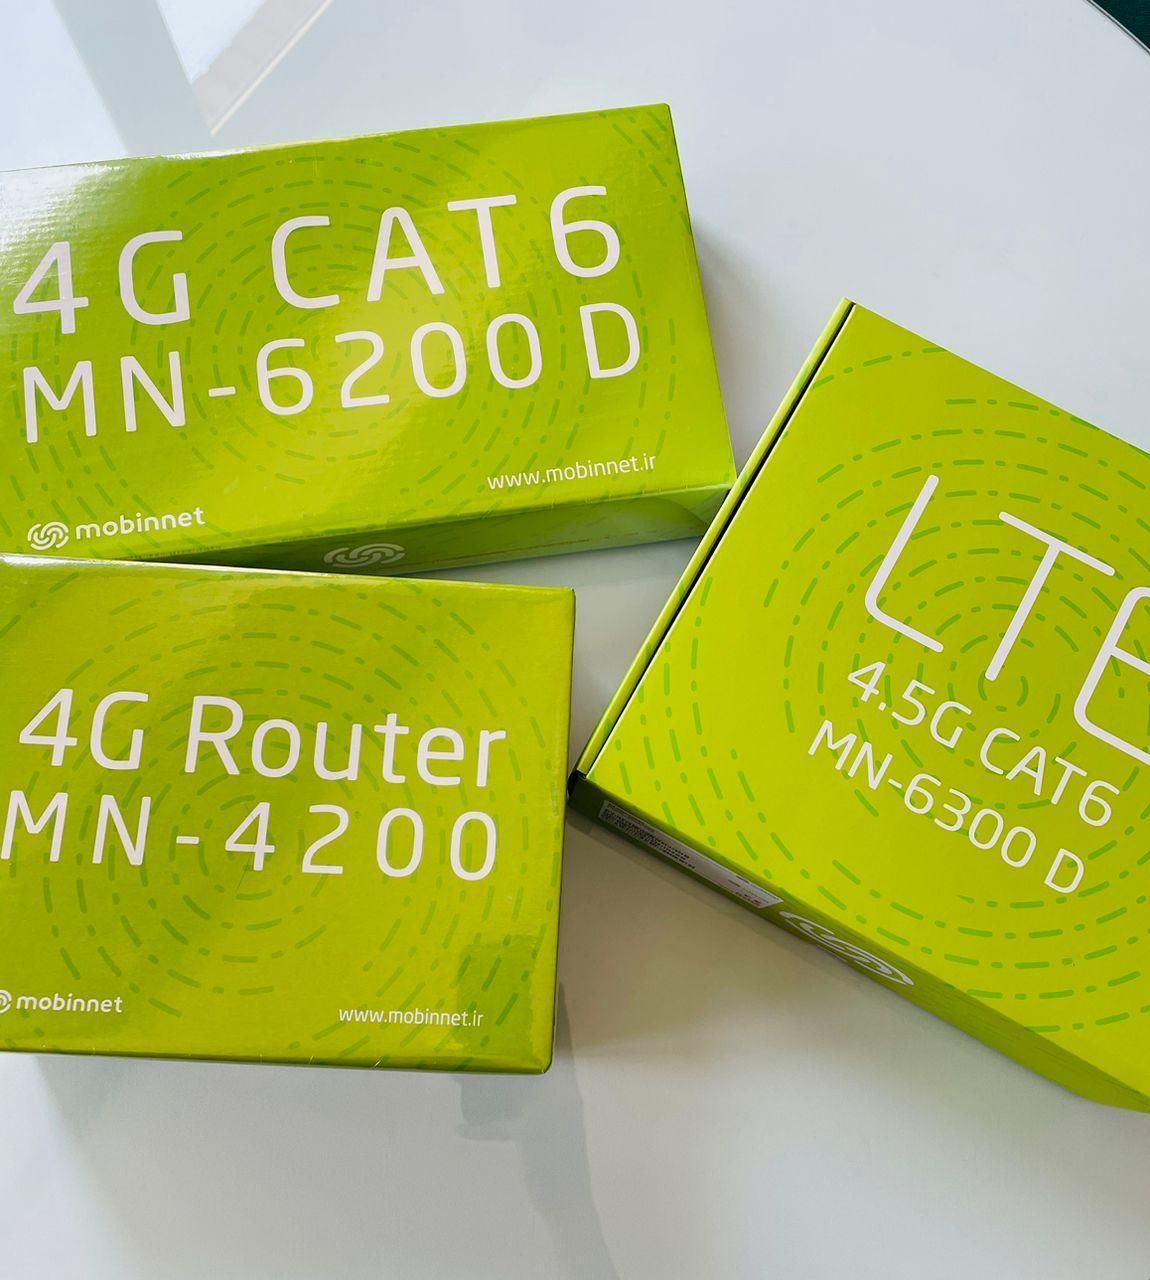 4G CAT6
MN-6200 D
www.mobinnet.ir
mobinnet
4G Router
MN-4200
mobinnet
www.mobinnet.ir
LTE
4.5G CAT6
MN-6300 D